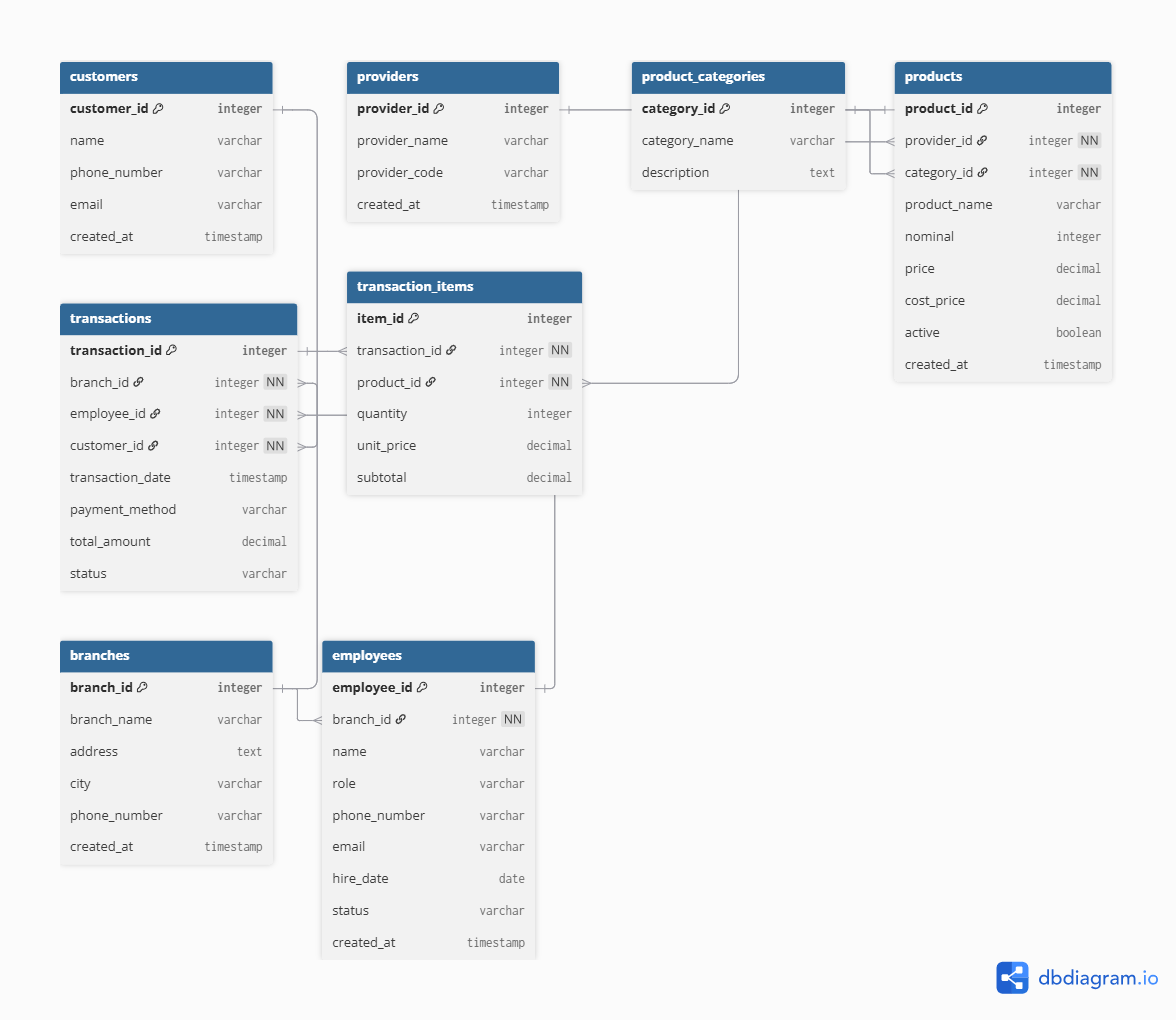 customers
customer_id integer
name varchar
phone_number varchar
email varchar
created_at timestamp
providers
provider_id integer
provider_name varchar
provider_code varchar
created_at timestamp
product_categories
category_id integer
category_name varchar
description text
products
product_id integer
provider_id integer NN
category_id integer NN
product_name varchar
nominal integer
price decimal
cost_price decimal
active boolean
created_at timestamp
transactions
transaction_id integer
branch_id integer NN
employee_id integer NN
customer_id integer NN
transaction_date timestamp
payment_method varchar
total_amount decimal
status varchar
transaction_items
item_id integer
transaction_id integer NN
product_id integer NN
quantity integer
unit_price decimal
subtotal decimal
branches
branch_id integer
branch_name varchar
address text
city varchar
phone_number varchar
created_at timestamp
employees
employee_id integer
branch_id integer NN
name varchar
role varchar
phone_number varchar
email varchar
hire_date date
status varchar
created_at timestamp
dbdiagram.io